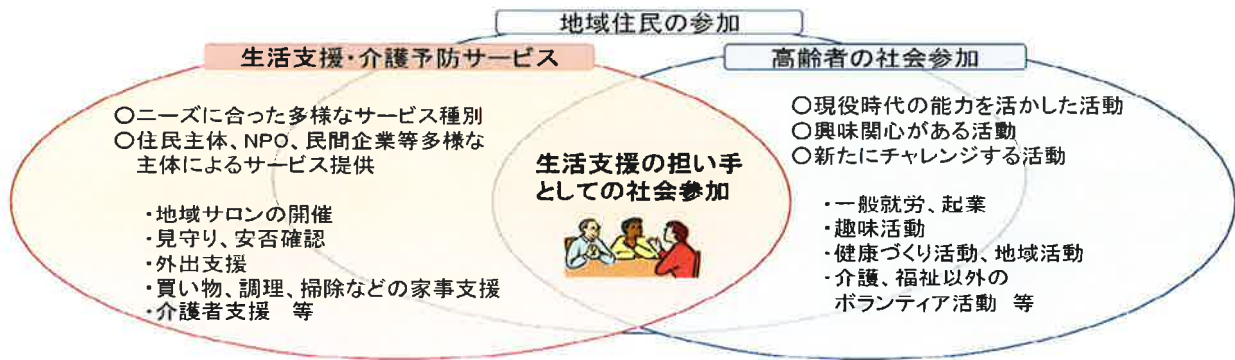 地域住民の参加
生活支援・介護予防サービス
○ニーズに合った多様なサービス種別
○住民主体、NPO、民間企業等多様な
主体によるサービス提供
・地域サロンの開催
・見守り、安否確認
・外出支援
・買い物、調理、掃除などの家事支援
・介護者支援　等
生活支援の担い手
としての社会参加
高齢者の社会参加
○現役時代の能力を活かした活動
○興味関心がある活動
○新たにチャレンジする活動
・一般就労、起業
・趣味活動
・健康づくり活動、地域活動
・介護、福祉以外の
ボランティア活動　等